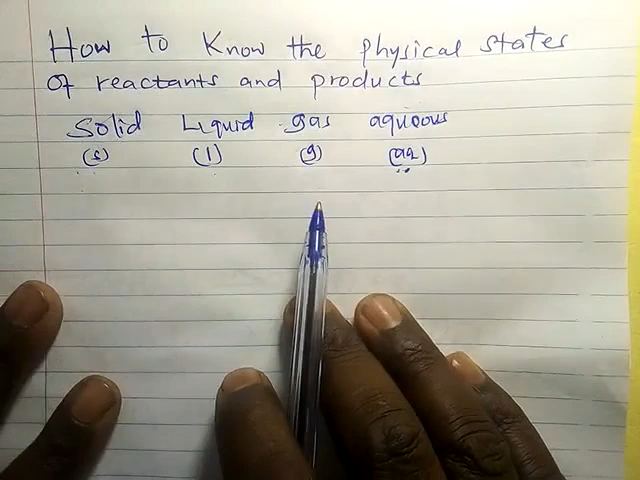 How to Know the physical states
of reactants and products
Solid Liquid gas aqueous
(s) (l) (g) (aq)